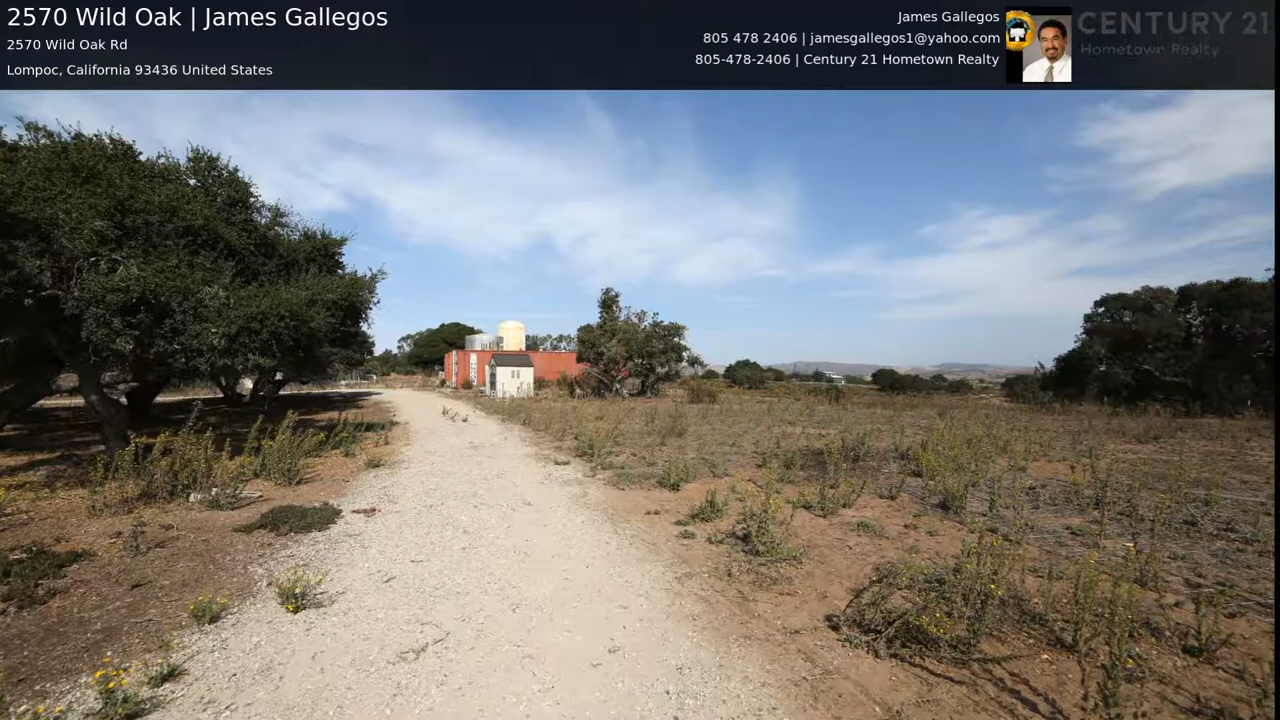 2570 Wild Oak | James Gallegos
2570 Wild Oak Rd
Lompoc, California 93436 United States
James Gallegos
805 478 2406 | jamesgallegos1@yahoo.com
805-478-2406 | Century 21 Hometown Realty
CENTURY 21
Hometown Realty